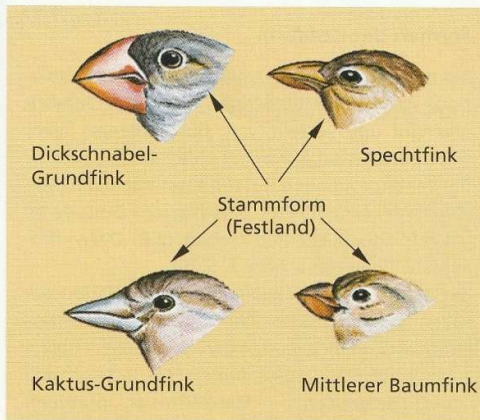 Dickschnabel-
Grundfink
Spechtfink
Stammform
(Festland)
Kaktus-Grundfink
Mittlerer Baumfink